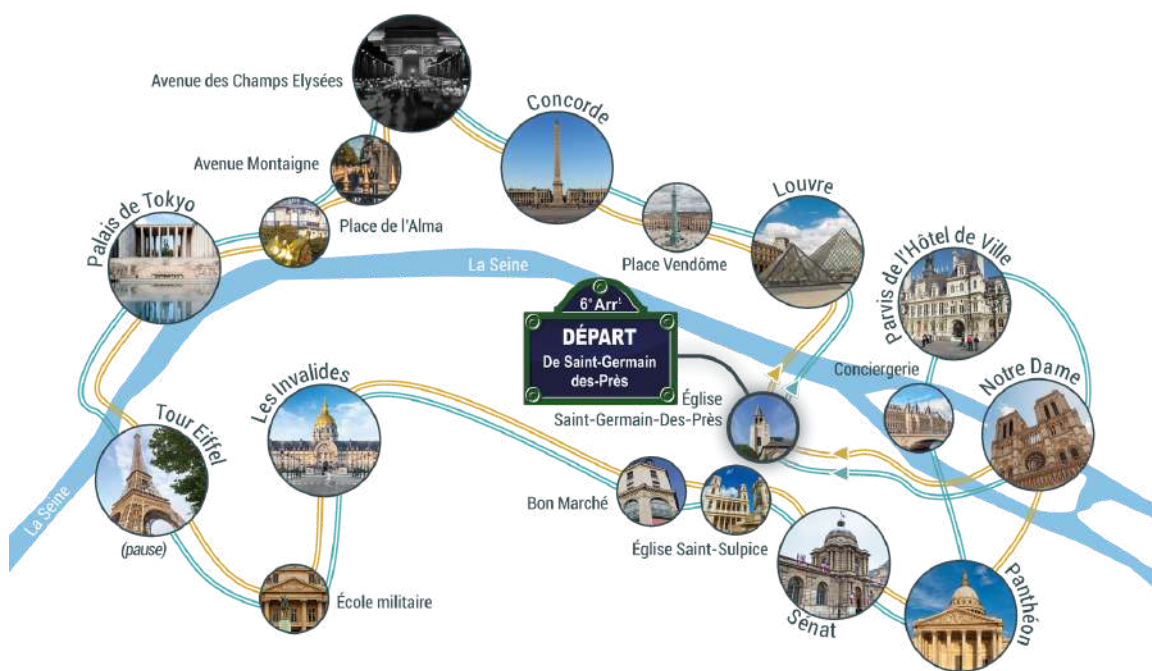 Avenue des Champs Elysées
Concorde
Avenue Montaigne
Louvre
Palais de Tokyo
Place de l'Alma
Parvis de l'Hôtel de Ville
La Seine
Place Vendôme
6e Arrt
DÉPART
De Saint-Germain
des-Près
Conciergerie
Notre Dame
Les Invalides
Église
Saint-Germain-Des-Près
Tour Eiffel
La Seine
Bon Marché
(pause)
Église Saint-Sulpice
École militaire
Sénat
Panthéon